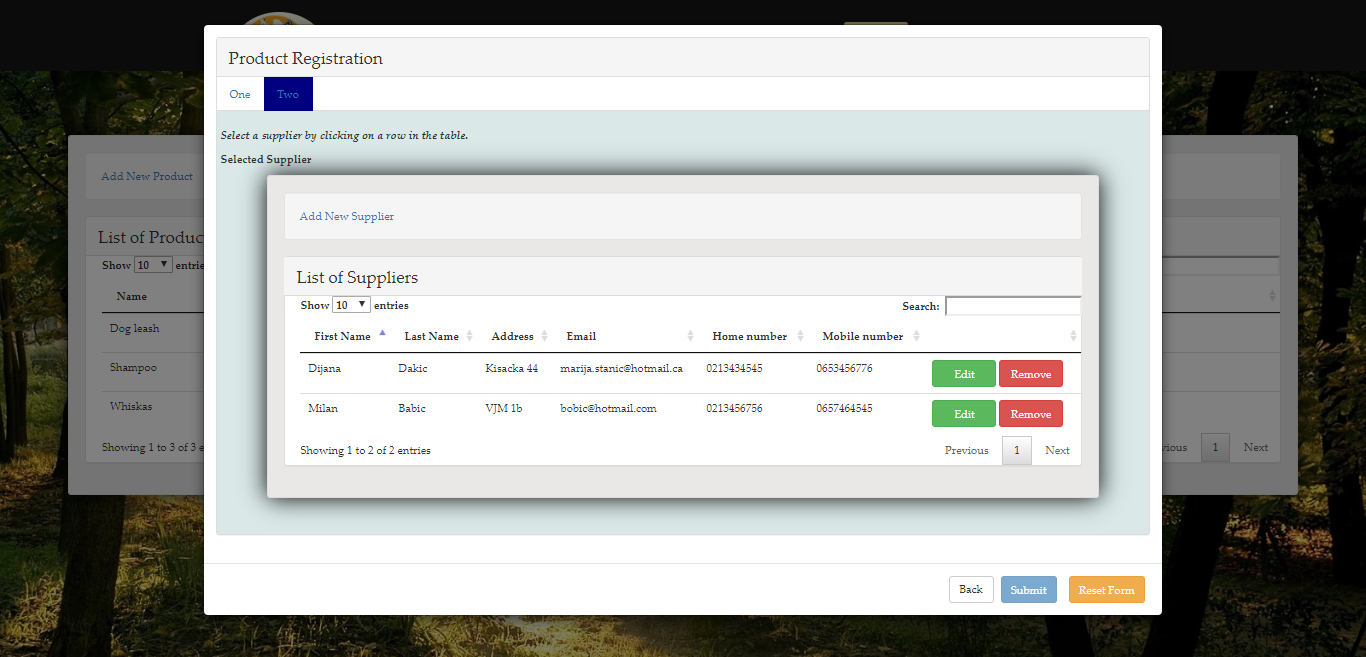 Product Registration
One Two
Select a supplier by clicking on a row in the table.
Selected Supplier
Add New Supplier
List of Suppliers
Show 10 entries Search:
First Name Last Name Address Email Home number Mobile number
Dijana Dakic Kisacka 44 marija.stanic@hotmail.ca 0213434545 0653456776 Edit Remove
Milan Babic VJM 1b bobic@hotmail.com 0213456756 0657464545 Edit Remove
Showing 1 to 2 of 2 entries Previous 1 Next
Back Submit Reset Form
Add New Product
List of Produc
Show 10 entrie
Name
Dog leash
Shampoo
Whiskas
Showing 1 to 3 of 3 e
vious 1 Next